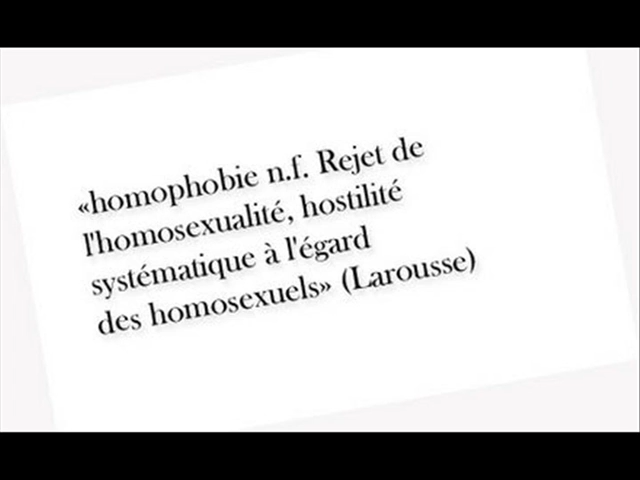 «homophobie n.f. Rejet de
l'homosexualité, hostilité
systématique à l'égard
des homosexuels» (Larousse)